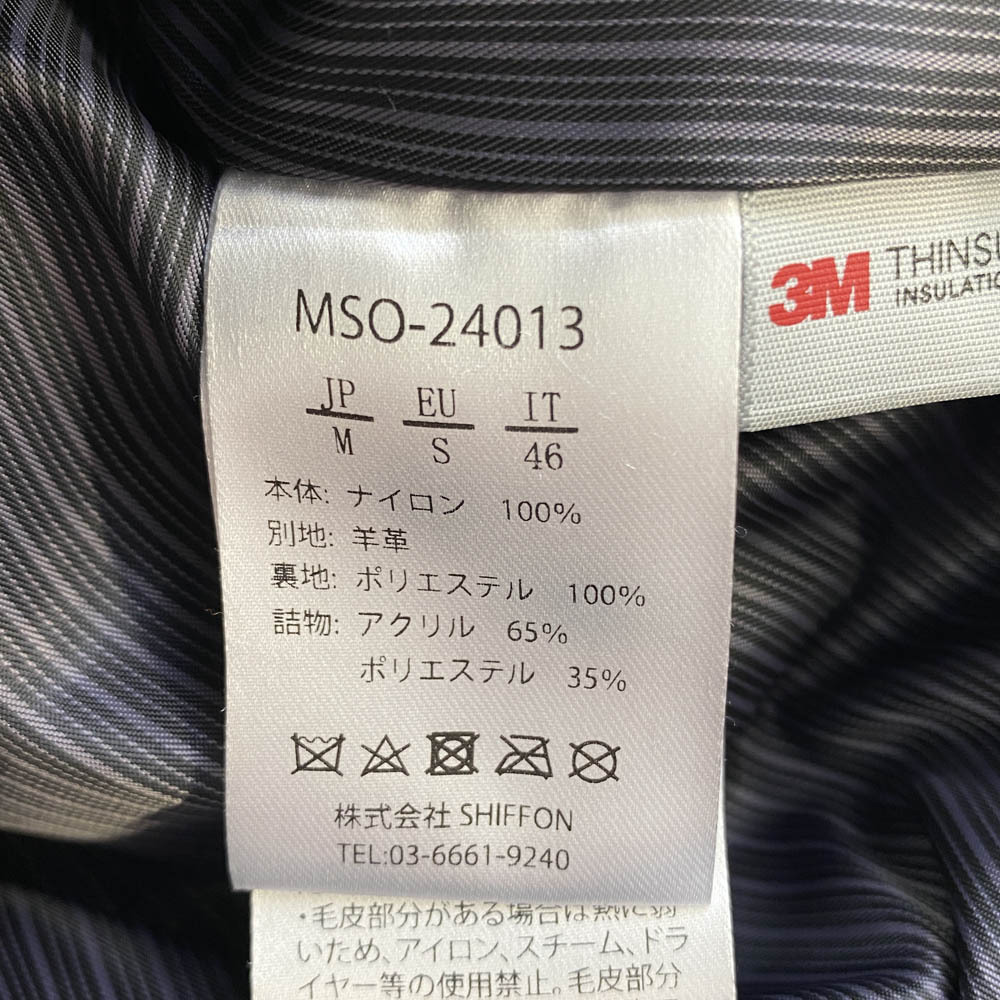 MSO-24013
JP EU IT
M S 46
本体: ナイロン 100%
別地: 羊革
裏地: ポリエステル 100%
詰物: アクリル 65%
ポリエステル 35%
株式会社 SHIFFON
TEL:03-6661-9240
・毛皮部分がある場合は熱に弱
いため、アイロン、スチーム、ドラ
イヤー等の使用禁止。毛皮部分
3M THINSU
INSULATIO